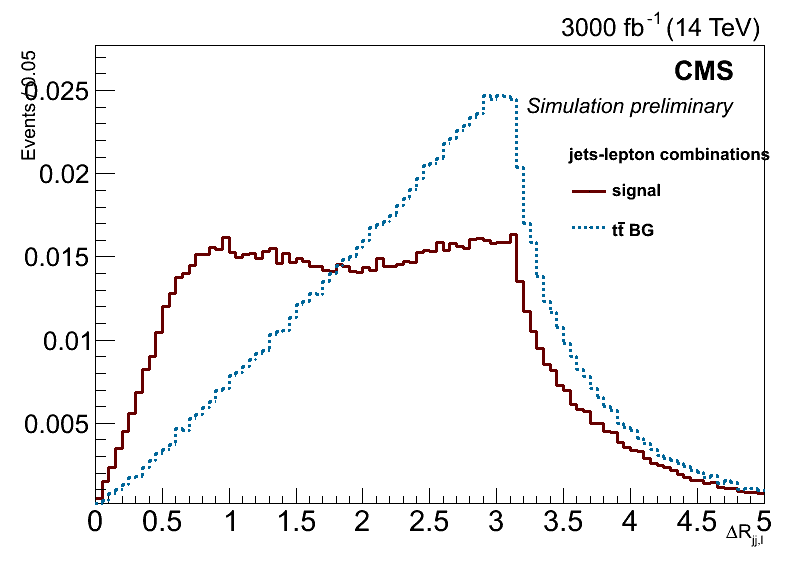 3000 fb⁻¹ (14 TeV)
Events / 0.05
CMS
Simulation preliminary
jets-lepton combinations
signal
tt̄ BG
0.025
0.02
0.015
0.01
0.005
0 0.5 1 1.5 2 2.5 3 3.5 4 4.5 5
ΔR_jj,l